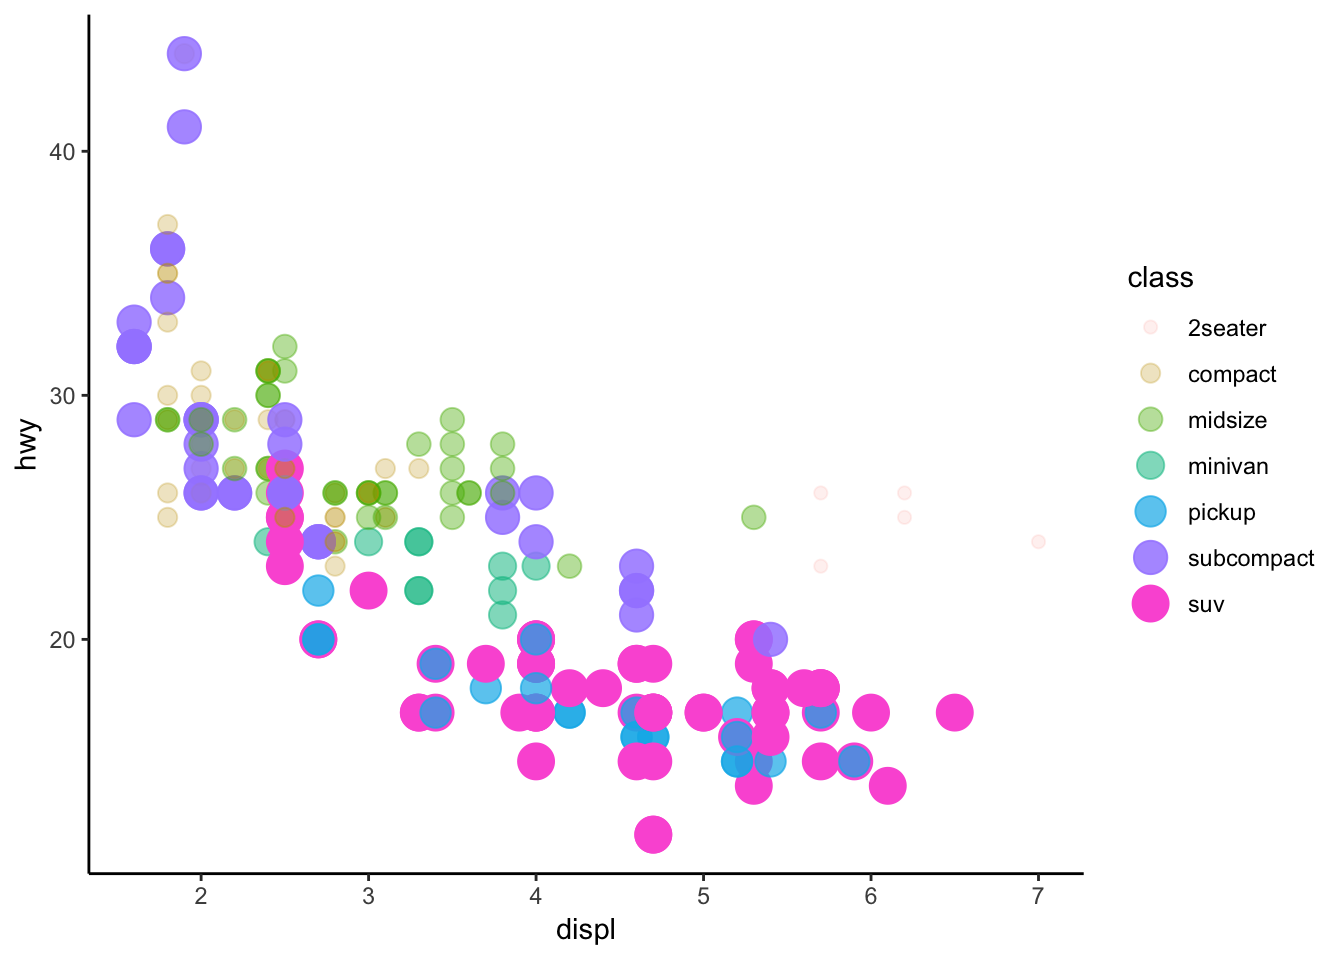 40
30
20
hwy
2 3 4 5 6 7
displ
class
2seater
compact
midsize
minivan
pickup
subcompact
suv